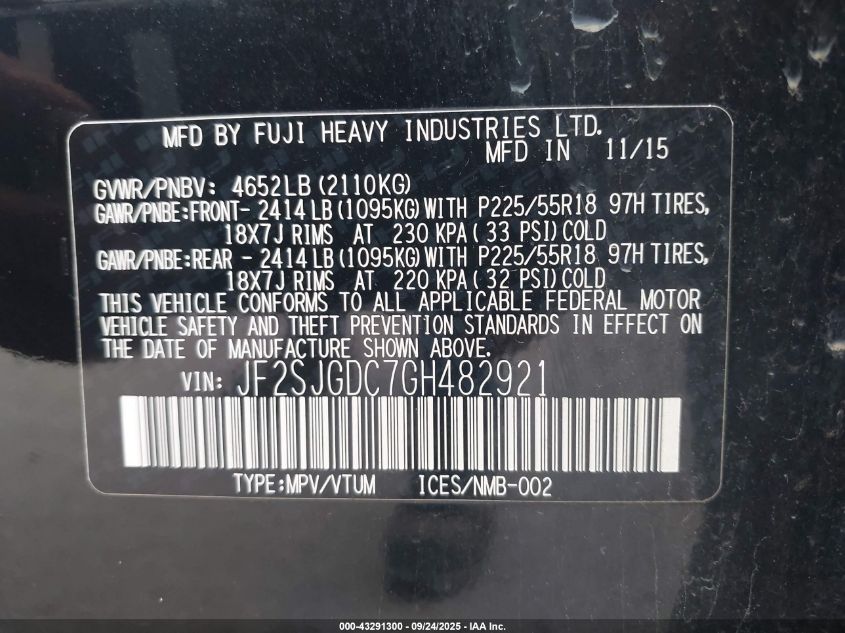 MFD BY FUJI HEAVY INDUSTRIES LTD.
MFD IN 11/15
GVWR/PNBV: 4652LB (2110KG)
GAWR/PNBE:FRONT- 2414 LB (1095KG) WITH P225/55R18 97H TIRES,
18X7J RIMS AT 230 KPA ( 33 PSI) COLD
GAWR/PNBE:REAR - 2414 LB (1095KG) WITH P225/55R18 97H TIRES,
18X7J RIMS AT 220 KPA ( 32 PSI) COLD
THIS VEHICLE CONFORMS TO ALL APPLICABLE FEDERAL MOTOR
VEHICLE SAFETY AND THEFT PREVENTION STANDARDS IN EFFECT ON
THE DATE OF MANUFACTURE SHOWN ABOVE.
VIN: JF2SJGDC7GH482921
TYPE:MPV/VTUM ICES/NMB-002
000-43291300 - 09/24/2025 - IAA Inc.